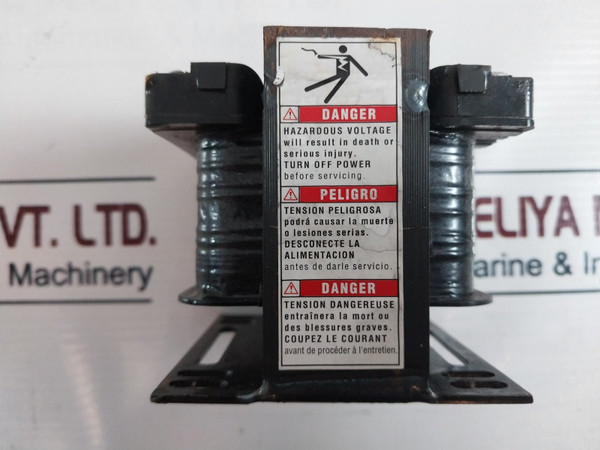 DANGER
HAZARDOUS VOLTAGE
will result in death or
serious injury.
TURN OFF POWER
before servicing.
PELIGRO
TENSION PELIGROSA
podrá causar la muerte
o lesiones serias.
DESCONECTE LA
ALIMENTACION
antes de darle servicio.
DANGER
TENSION DANGEREUSE
entraînera la mort ou
des blessures graves.
COUPEZ LE COURANT
avant de procéder à l'entretien.
VT. LTD.
Machinery
ELIYA
arine & In